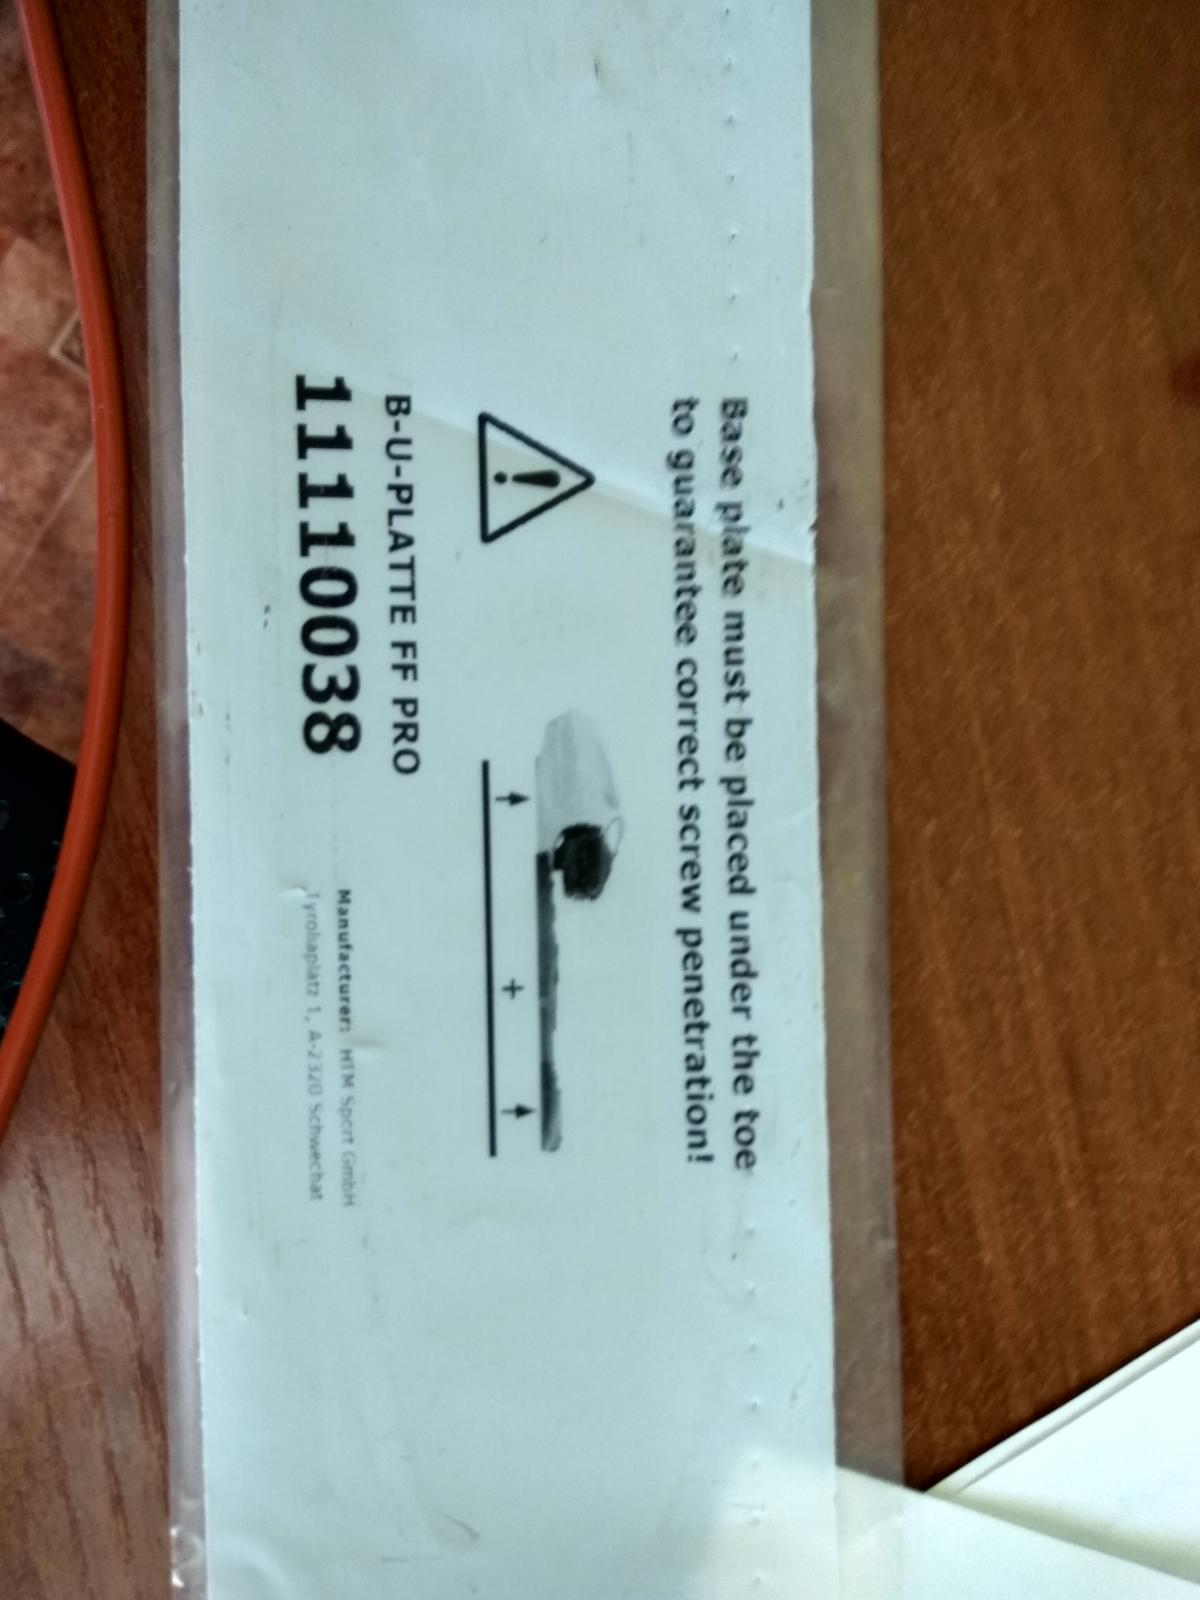 Base plate must be placed under the toe
to guarantee correct screw penetration!
+
B-U-PLATTE FF PRO
11110038
Manufacturer: HTM Sport GmbH
Tyroliaplatz 1, A-2320 Schwechat